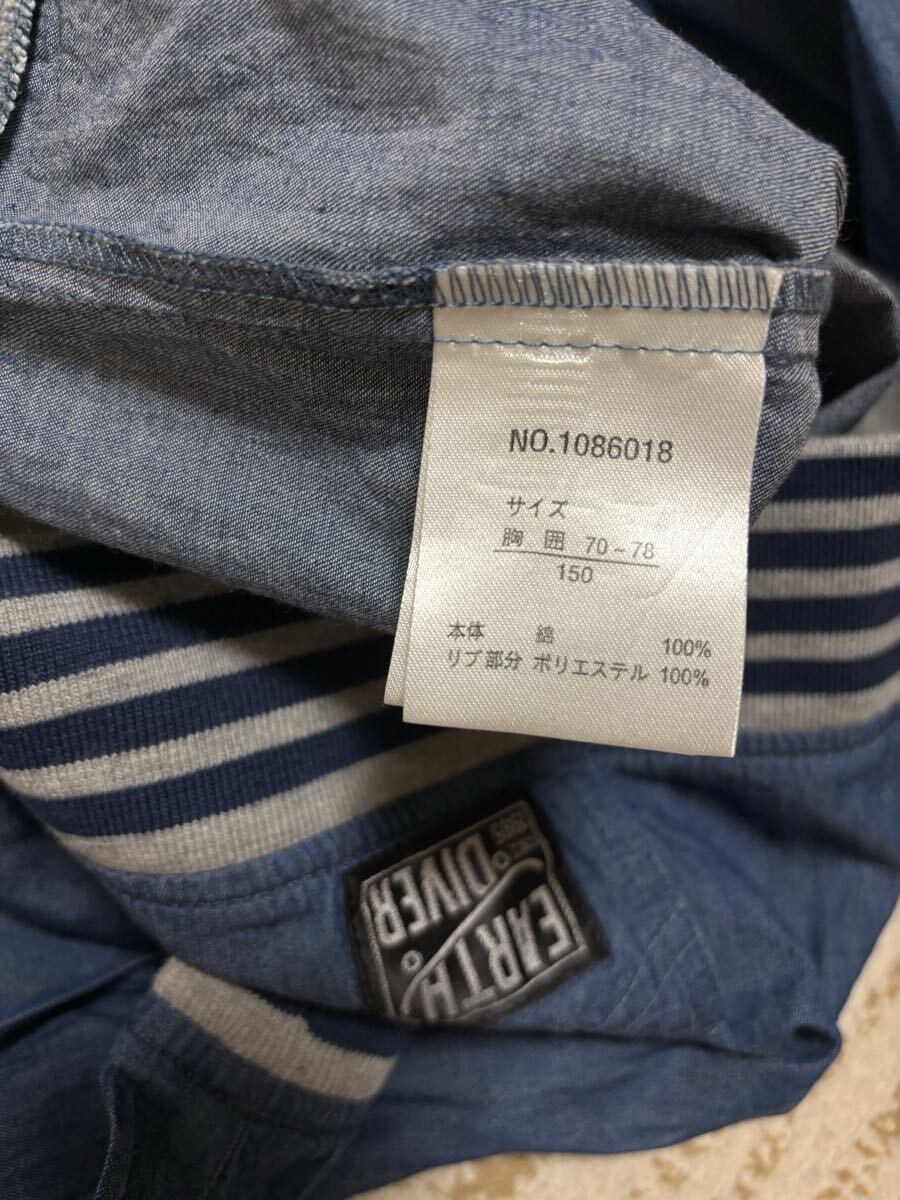 NO.1086018
サイズ
胸 囲 70~78
150
本体 綿 100%
リブ部分 ポリエステル 100%
EARTH
DIVER
1985